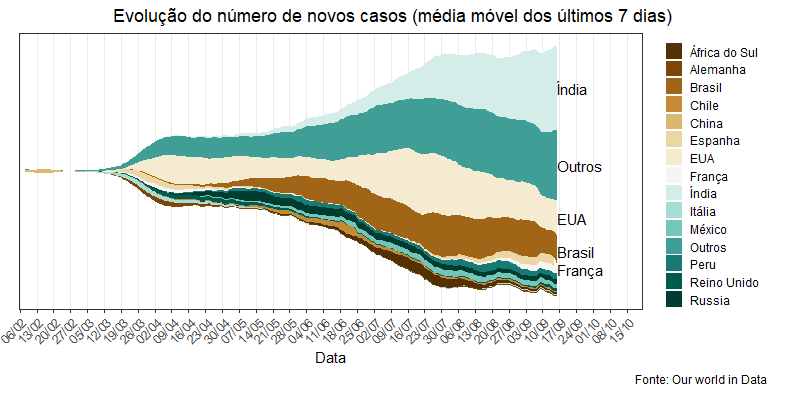 Evolução do número de novos casos (média móvel dos últimos 7 dias)
África do Sul
Alemanha
Brasil
Chile
China
Espanha
EUA
França
Índia
Itália
México
Outros
Peru
Reino Unido
Russia
Índia
Outros
EUA
Brasil
França
06/02 13/02 20/02 27/02 05/03 12/03 19/03 26/03 02/04 09/04 16/04 23/04 30/04 07/05 14/05 21/05 28/05 04/06 11/06 18/06 25/06 02/07 09/07 16/07 23/07 30/07 06/08 13/08 20/08 27/08 03/09 10/09 17/09 24/09 01/10 08/10 15/10
Data
Fonte: Our world in Data